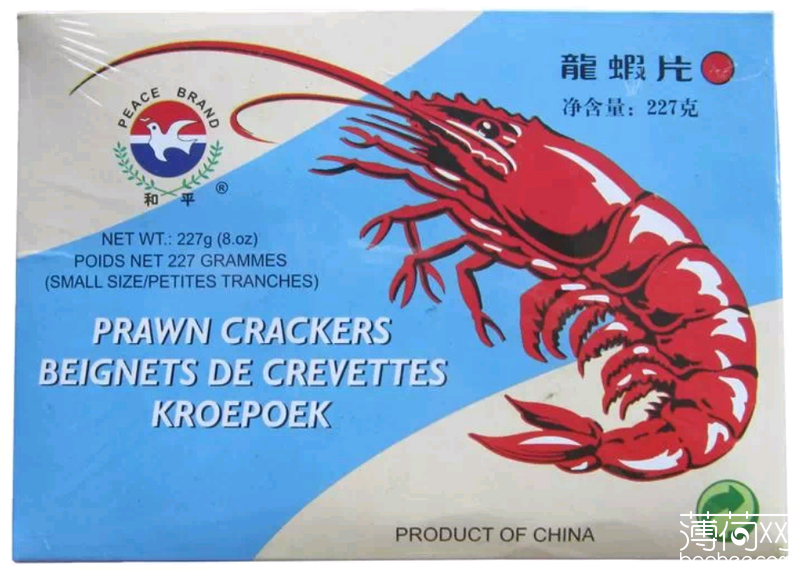 PEACE BRAND
和平
®
龍蝦片
净含量：227克
NET WT.: 227g (8.oz)
POIDS NET 227 GRAMMES
(SMALL SIZE/PETITES TRANCHES)
PRAWN CRACKERS
BEIGNETS DE CREVETTES
KROEPOEK
PRODUCT OF CHINA
薄荷网